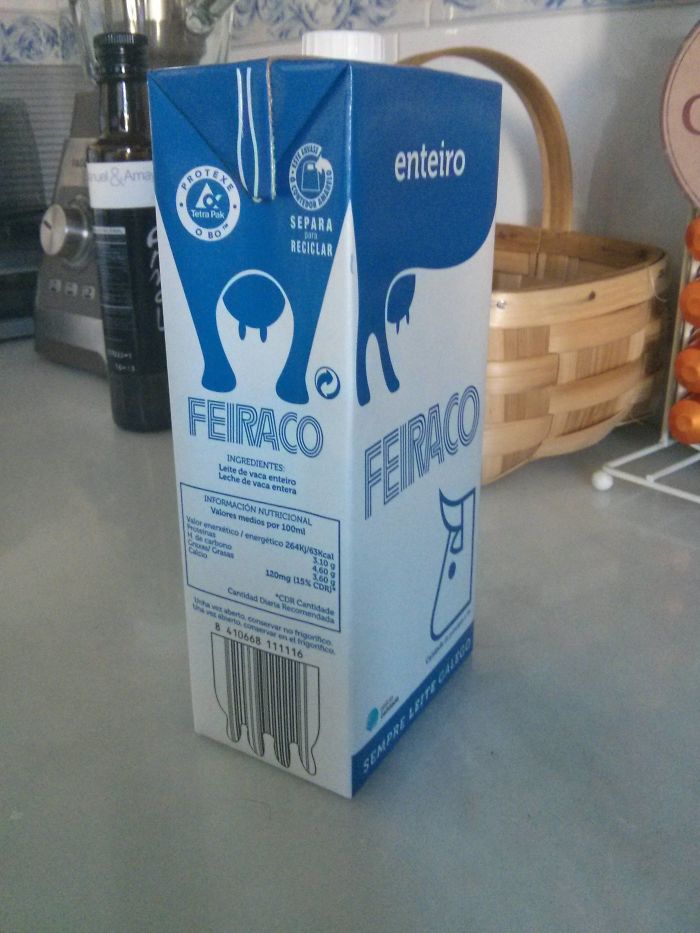 PROTEXE
Tetra Pak
O BO™
SEPARA
para
RECICLAR
enteiro
FEIRACO
INGREDIENTES:
Leite de vaca enteiro
Leche de vaca entera
INFORMACIÓN NUTRICIONAL
Valores medios por 100ml
Valor enerxético / energético 264Kj/63Kcal
Proteínas 3,10 g
H. de carbono 4,60 g
Graxas/ Grasas 3,60 g
Calcio 120mg (15% CDR)*
*CDR Cantidade
Cantidad Diaria Recomendada
Unha vez aberto, conservar no frigorífico.
Una vez abierto, conservar en el frigorífico.
8 410668 111116
FEIRACO
SEMPRE LEITE GALEGO